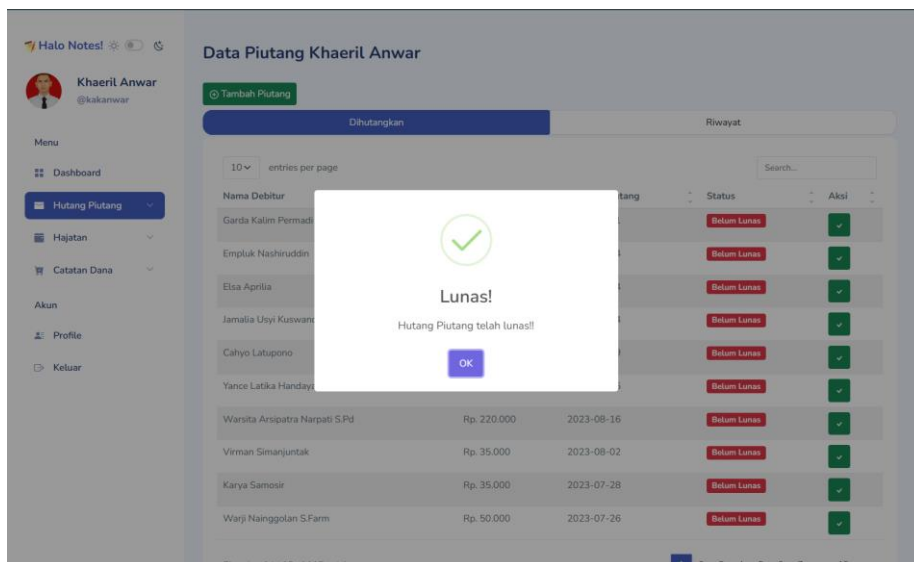 Halo Notes!
Khaeril Anwar
@kakanwar
Menu
Dashboard
Hutang Piutang
Hajatan
Catatan Dana
Akun
Profile
Keluar
Data Piutang Khaeril Anwar
Tambah Piutang
Dihutangkan Riwayat
10 entries per page Search...
Nama Debitur Status Aksi
Garda Kalim Permadi Belum Lunas
Empluk Nashiruddin Belum Lunas
Elsa Aprilia Belum Lunas
Jamalia Usyi Belum Lunas
Cahyo Latupono Belum Lunas
Yance Latika Belum Lunas
Warsita Arsipatra Narpati S.Pd Rp. 220.000 2023-08-16 Belum Lunas
Virman Simanjuntak Rp. 35.000 2023-08-02 Belum Lunas
Karya Samosir Rp. 35.000 2023-07-28 Belum Lunas
Warji Nainggolan S.Farm Rp. 50.000 2023-07-26 Belum Lunas
Lunas!
Hutang Piutang telah lunas!!
OK